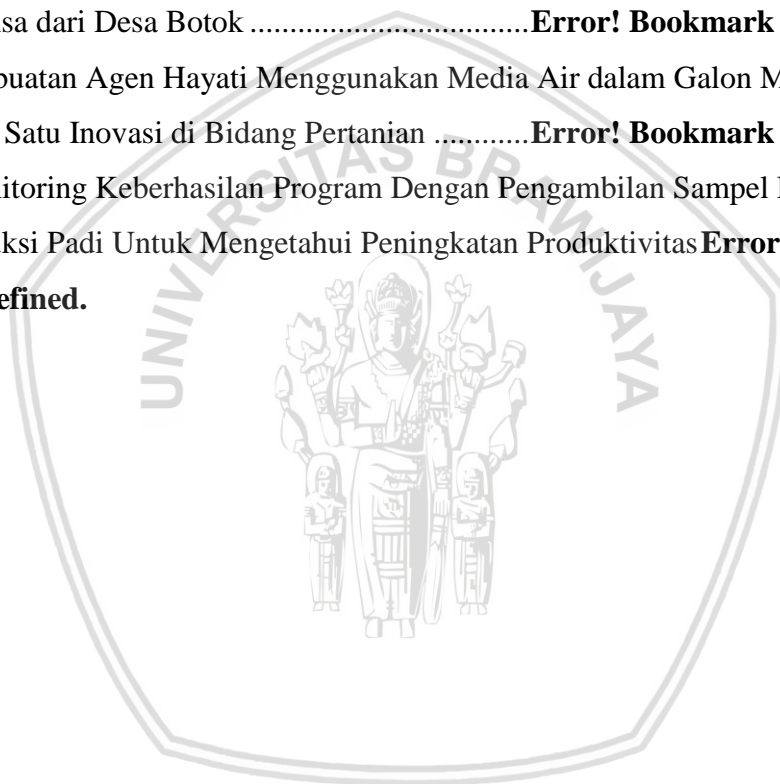 sa dari Desa Botok ................................. Error! Bookmark
buatan Agen Hayati Menggunakan Media Air dalam Galon M
Satu Inovasi di Bidang Pertanian ............ Error! Bookmark
nitoring Keberhasilan Program Dengan Pengambilan Sampel
ksi Padi Untuk Mengetahui Peningkatan Produktivitas Error
efined.
UNIVERSITAS BRAWIJAYA